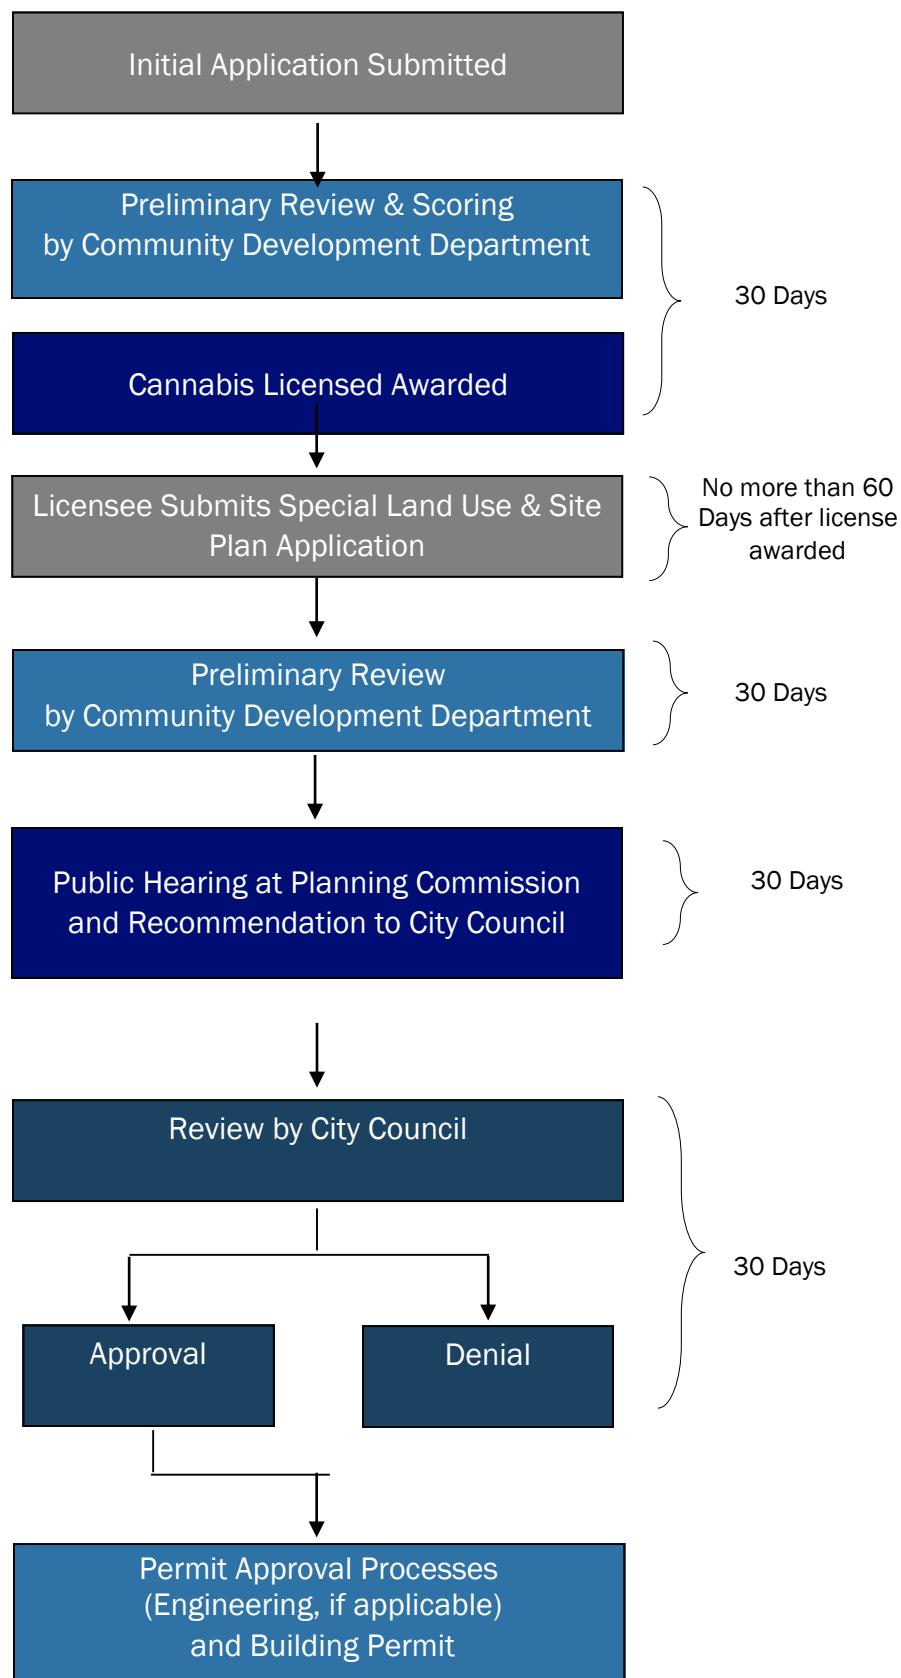 Initial Application Submitted
Preliminary Review & Scoring
by Community Development Department
30 Days
Cannabis Licensed Awarded
Licensee Submits Special Land Use & Site
Plan Application
No more than 60
Days after license
awarded
Preliminary Review
by Community Development Department
30 Days
Public Hearing at Planning Commission
and Recommendation to City Council
30 Days
Review by City Council
30 Days
Approval
Denial
Permit Approval Processes
(Engineering, if applicable)
and Building Permit